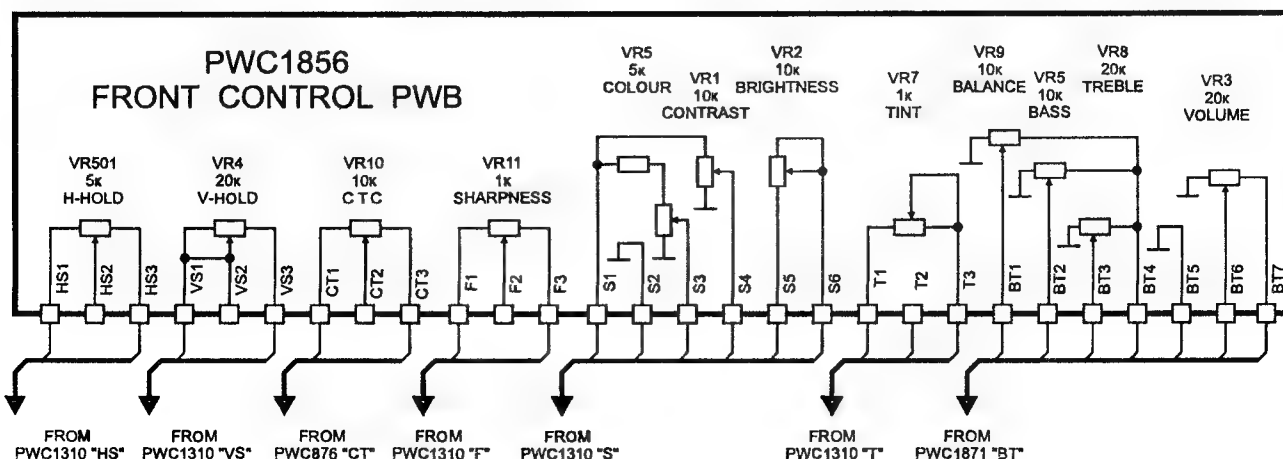 PWC1856
FRONT CONTROL PWB
VR5
5K
COLOUR
VR1
10K
CONTRAST
VR2
10K
BRIGHTNESS
VR7
1K
TINT
VR9
10K
BALANCE
VR5
10K
BASS
VR8
20K
TREBLE
VR3
20K
VOLUME
VR501
5K
H-HOLD
VR4
20K
V-HOLD
VR10
10K
C T C
VR11
1K
SHARPNESS
HS1
HS2
HS3
VS1
VS2
VS3
CT1
CT2
CT3
F1
F2
F3
S1
S2
S3
S4
S5
S6
T1
T2
T3
BT1
BT2
BT3
BT4
BT5
BT6
BT7
FROM
PWC1310 "HS"
FROM
PWC1310 "VS"
FROM
PWC876 "CT"
FROM
PWC1310 "F"
FROM
PWC1310 "S"
FROM
PWC1310 "T"
FROM
PWC1871 "BT"